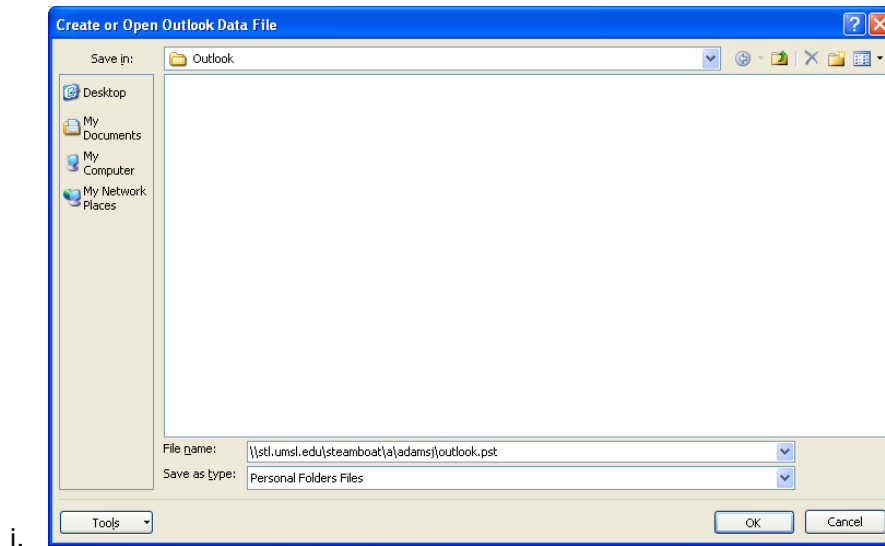 Create or Open Outlook Data File
Save in:
Outlook
Desktop
My
Documents
My
Computer
My Network
Places
File name:
\\stl.umsl.edu\steamboat\a\adamsj\outlook.pst
Save as type:
Personal Folders Files
Tools
OK
Cancel
i.